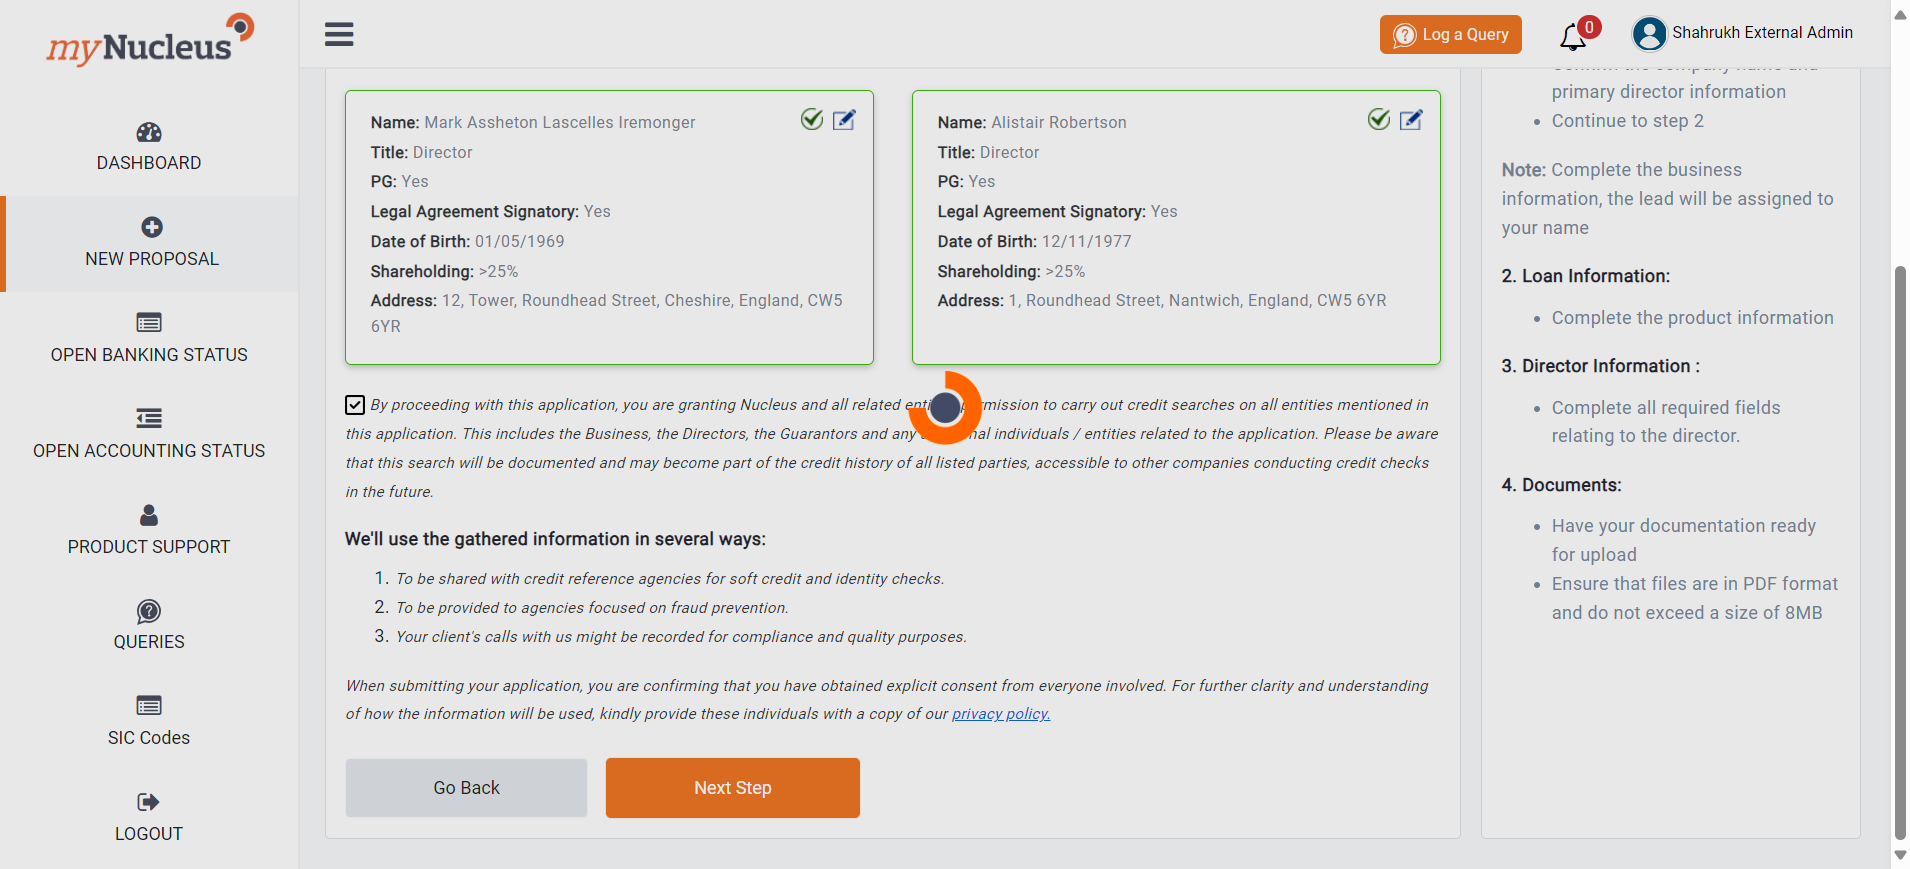 myNucleus
DASHBOARD
NEW PROPOSAL
OPEN BANKING STATUS
OPEN ACCOUNTING STATUS
PRODUCT SUPPORT
QUERIES
SIC Codes
LOGOUT
Log a Query
0
Shahrukh External Admin
Name: Mark Assheton Lascelles Iremonger
Title: Director
PG: Yes
Legal Agreement Signatory: Yes
Date of Birth: 01/05/1969
Shareholding: >25%
Address: 12, Tower, Roundhead Street, Cheshire, England, CW5
6YR
Name: Alistair Robertson
Title: Director
PG: Yes
Legal Agreement Signatory: Yes
Date of Birth: 12/11/1977
Shareholding: >25%
Address: 1, Roundhead Street, Nantwich, England, CW5 6YR
By proceeding with this application, you are granting Nucleus and all related to carry out credit searches on all entities mentioned in
this application. This includes the Business, the Directors, the Guarantors and any individuals / entities related to the application. Please be aware
that this search will be documented and may become part of the credit history of all listed parties, accessible to other companies conducting credit checks
in the future.
We'll use the gathered information in several ways:
1. To be shared with credit reference agencies for soft credit and identity checks.
2. To be provided to agencies focused on fraud prevention.
3. Your client's calls with us might be recorded for compliance and quality purposes.
When submitting your application, you are confirming that you have obtained explicit consent from everyone involved. For further clarity and understanding
of how the information will be used, kindly provide these individuals with a copy of our privacy policy.
Go Back
Next Step
primary director information
Continue to step 2
Note: Complete the business
information, the lead will be assigned to
your name
2. Loan Information:
Complete the product information
3. Director Information :
Complete all required fields
relating to the director.
4. Documents:
Have your documentation ready
for upload
Ensure that files are in PDF format
and do not exceed a size of 8MB